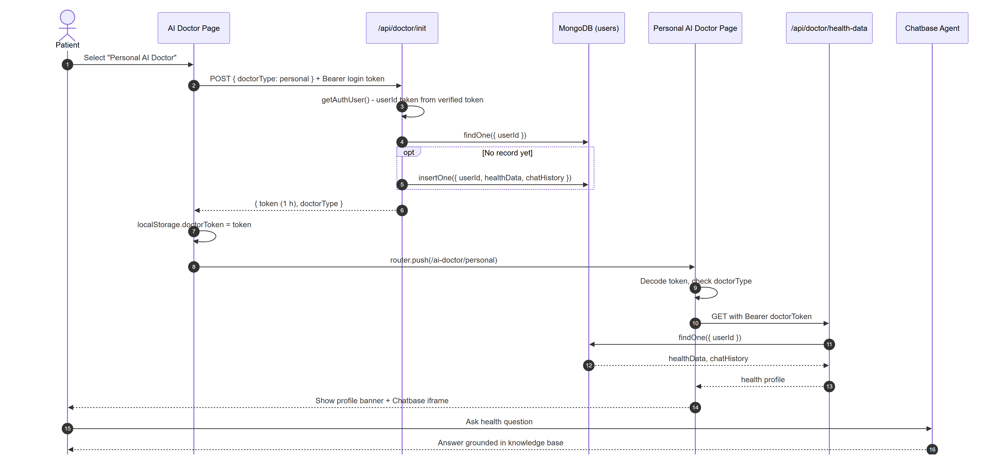 Patient
AI Doctor Page
/api/doctor/init
MongoDB (users)
Personal AI Doctor Page
/api/doctor/health-data
Chatbase Agent
1
Select "Personal AI Doctor"
2
POST { doctorType: personal } + Bearer login token
3
getAuthUser() - userId taken from verified token
4
findOne({ userId })
opt
[No record yet]
5
insertOne({ userId, healthData, chatHistory })
6
{ token (1 h), doctorType }
7
localStorage.doctorToken = token
8
router.push(/ai-doctor/personal)
9
Decode token, check doctorType
10
GET with Bearer doctorToken
11
findOne({ userId })
12
healthData, chatHistory
13
health profile
14
Show profile banner + Chatbase iframe
15
Ask health question
16
Answer grounded in knowledge base